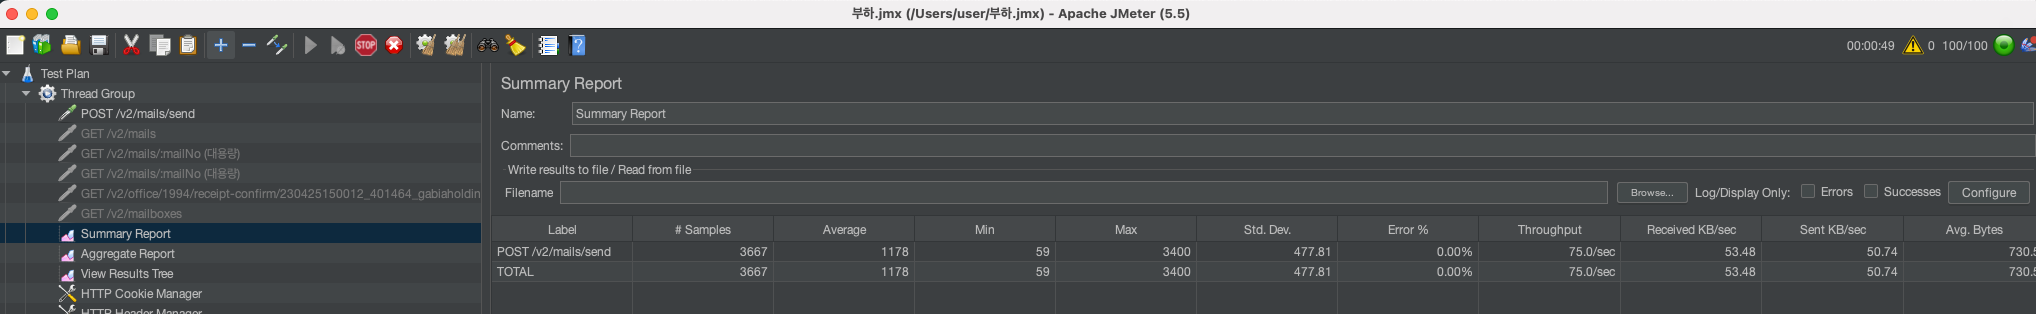 부하.jmx (/Users/user/부하.jmx) - Apache JMeter (5.5)
STOP
00:00:49 0 100/100
Test Plan
Thread Group
POST /v2/mails/send
GET /v2/mails
GET /v2/mails/:mailNo (대용량)
GET /v2/mails/:mailNo (대용량)
GET /v2/office/1994/receipt-confirm/230425150012_401464_gabiaholdin
GET /v2/mailboxes
Summary Report
Aggregate Report
View Results Tree
HTTP Cookie Manager
HTTP Header Manager
Summary Report
Name: Summary Report
Comments:
Write results to file / Read from file
Filename Browse... Log/Display Only: Errors Successes Configure
Label # Samples Average Min Max Std. Dev. Error % Throughput Received KB/sec Sent KB/sec Avg. Bytes
POST /v2/mails/send 3667 1178 59 3400 477.81 0.00% 75.0/sec 53.48 50.74 730.5
TOTAL 3667 1178 59 3400 477.81 0.00% 75.0/sec 53.48 50.74 730.5